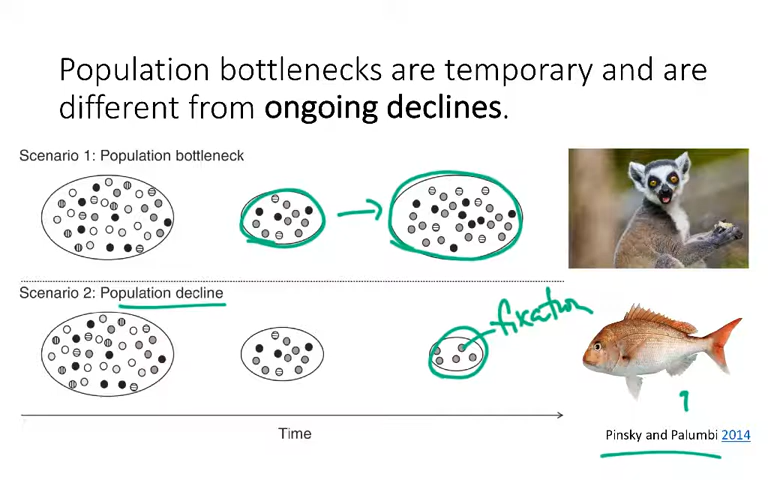 Population bottlenecks are temporary and are
different from ongoing declines.
Scenario 1: Population bottleneck
Scenario 2: Population decline
fixation
Time
?
Pinsky and Palumbi 2014